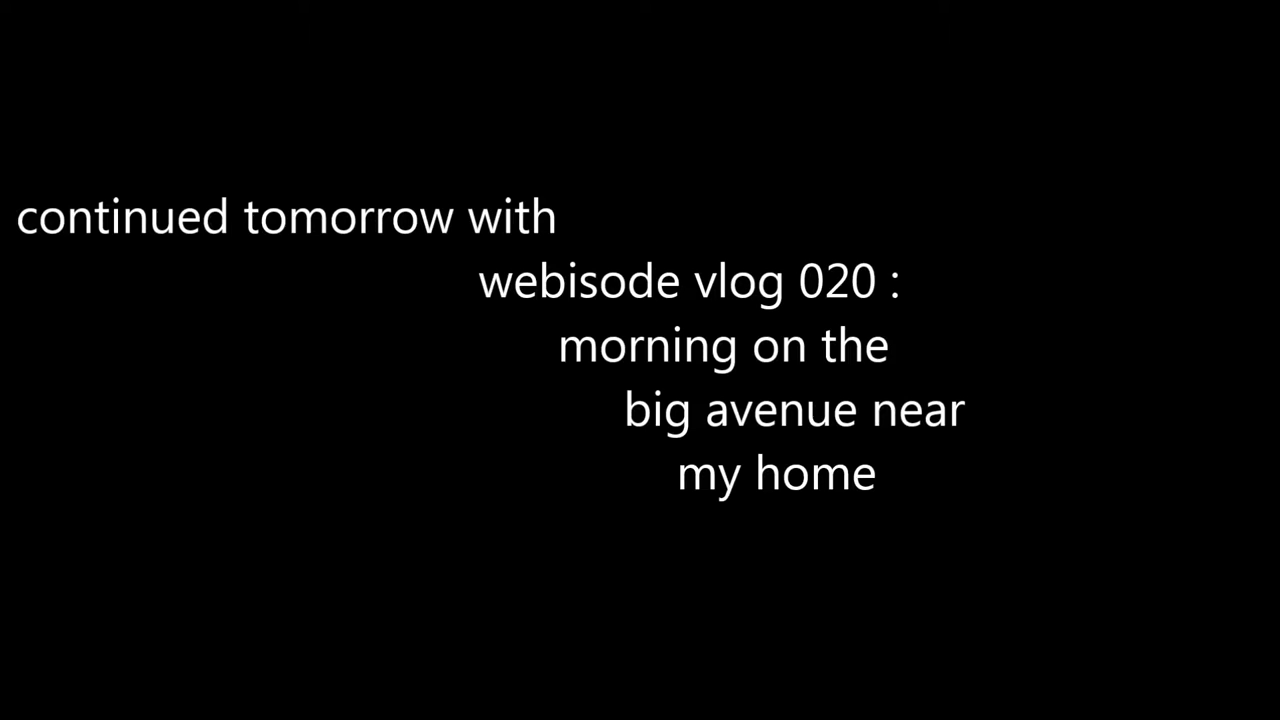 continued tomorrow with
webisode vlog 020 :
morning on the
big avenue near
my home